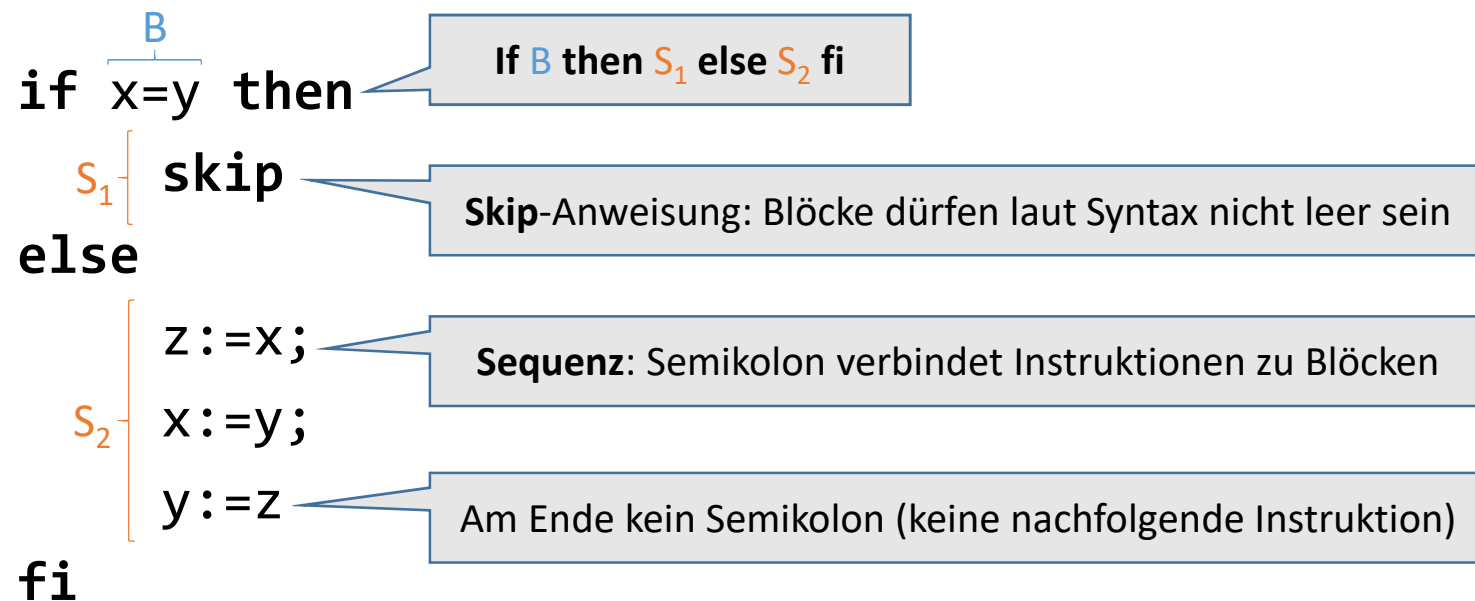 B
if x=y then
If B then S₁ else S₂ fi
S₁
skip
Skip-Anweisung: Blöcke dürfen laut Syntax nicht leer sein
else
z:=x;
Sequenz: Semikolon verbindet Instruktionen zu Blöcken
S₂
x:=y;
y:=z
Am Ende kein Semikolon (keine nachfolgende Instruktion)
fi